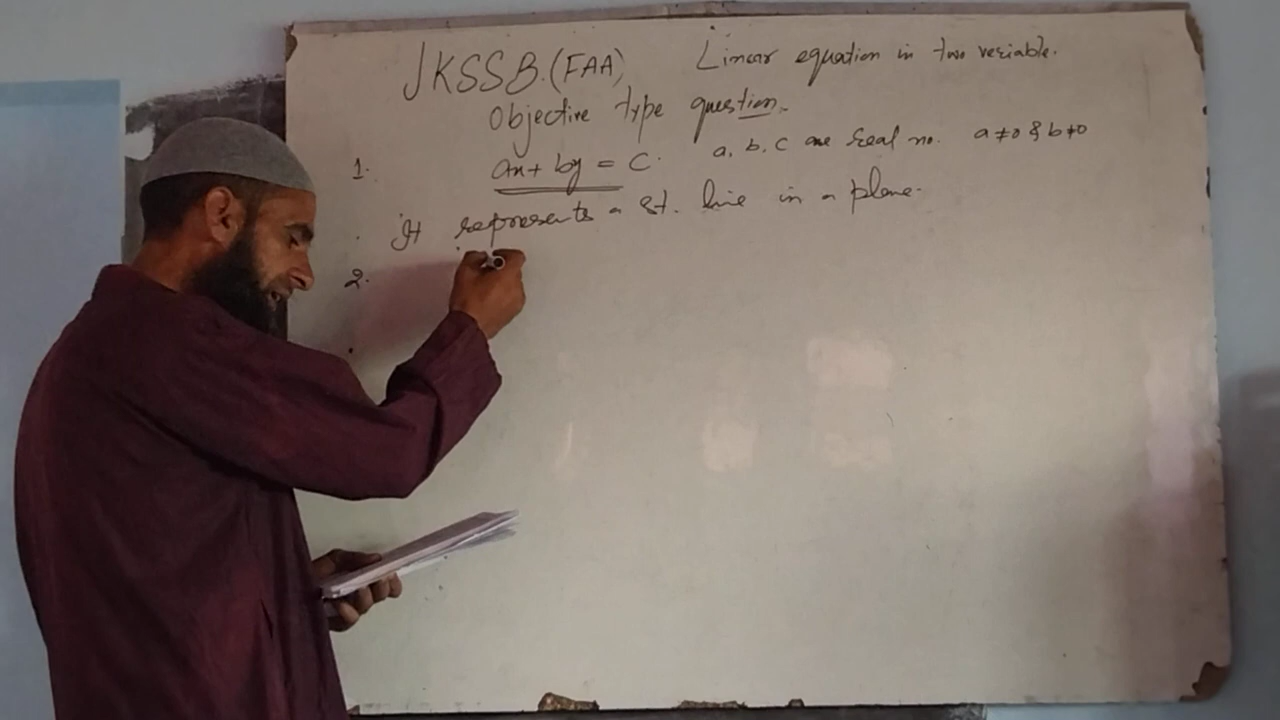 JKSSB.(FAA) Linear equation in two veriable.
Objective type question.
1. ax + by = c. a, b, c are real no. a ≠ 0 & b ≠ 0
It represents a st. line in a plane.
2.